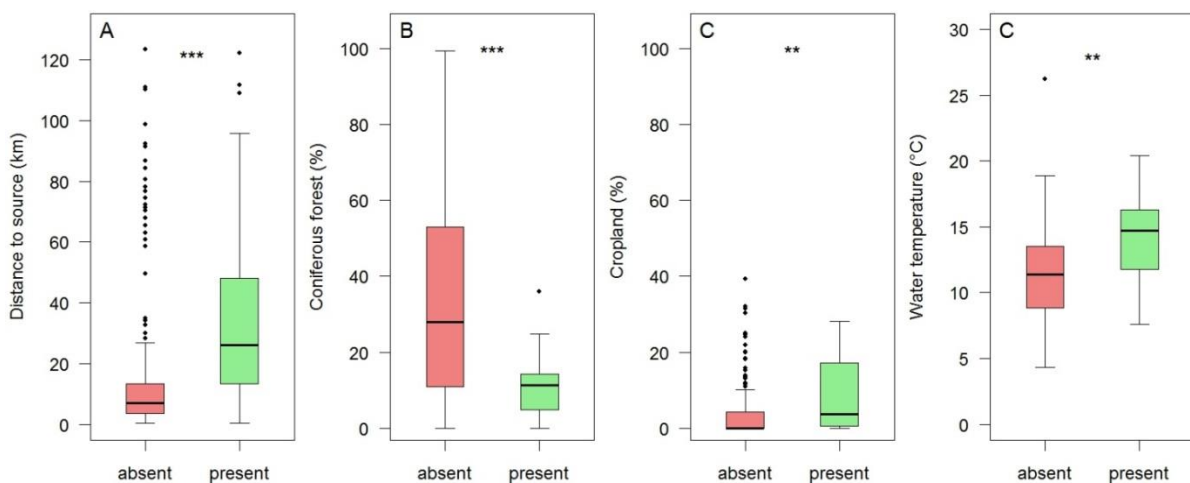 A
***
Distance to source (km)
120
100
80
60
40
20
0
absent present
B
***
Coniferous forest (%)
100
80
60
40
20
0
absent present
C
**
Cropland (%)
100
80
60
40
20
0
absent present
C
**
Water temperature (°C)
30
25
20
15
10
5
0
absent present